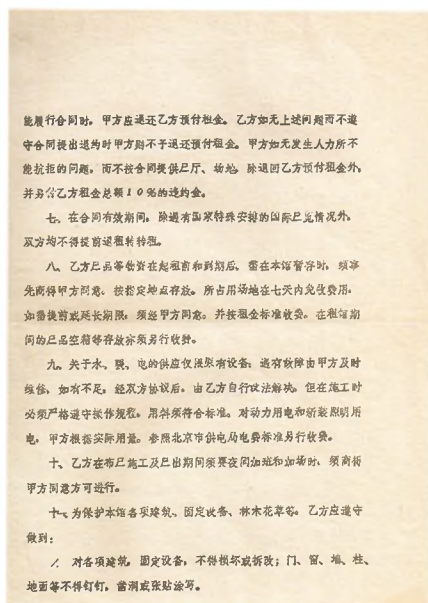 能履行合同时，甲方应退还乙方预付租金。乙方如无上述问题而不遵
守合同提出退约时甲方则不予退还预付租金。甲方如无发生人力所不
能抗拒的问题，而不按合同提供尸厅、场地，除退回乙方预付租金外，
并另付乙方租金总额10％的违约金。
七、在合同有效期间，除遇有国家特殊安排的国际尸览情况外，
双方均不得提前退租转转租。
八、乙方尸品等物资在起租前和到期后，需在本馆暂存时，须事
先商得甲方同意，按指定地点存放。所占用场地在七天内免收费用，
如需提前或延长期限，须经甲方同意，并按租金标准收费。在租馆期
间的尸品空箱等存放亦须另行收费。
九、关于水、暖、电的供应仅限原有设备，遇有故障由甲方及时
维修，如有不足，经双方协议后，由乙方自行设法解决。但在施工时
必须严格遵守操作规程，用料须符合标准。对动力用电和新装照明用
电，甲方根据实际用量，参照北京市供电局电费标准另行收费。
十、乙方在布尸施工及尸出期间须要夜间加班和加场时，须商得
甲方同意方可进行。
十一、为保护本馆各项建筑、固定设备、林木花草等，乙方应遵守
做到：
1. 对各项建筑，固定设备，不得损坏或拆改；门、窗、墙、柱、
地面等不得钉钉，凿洞或张贴涂写。